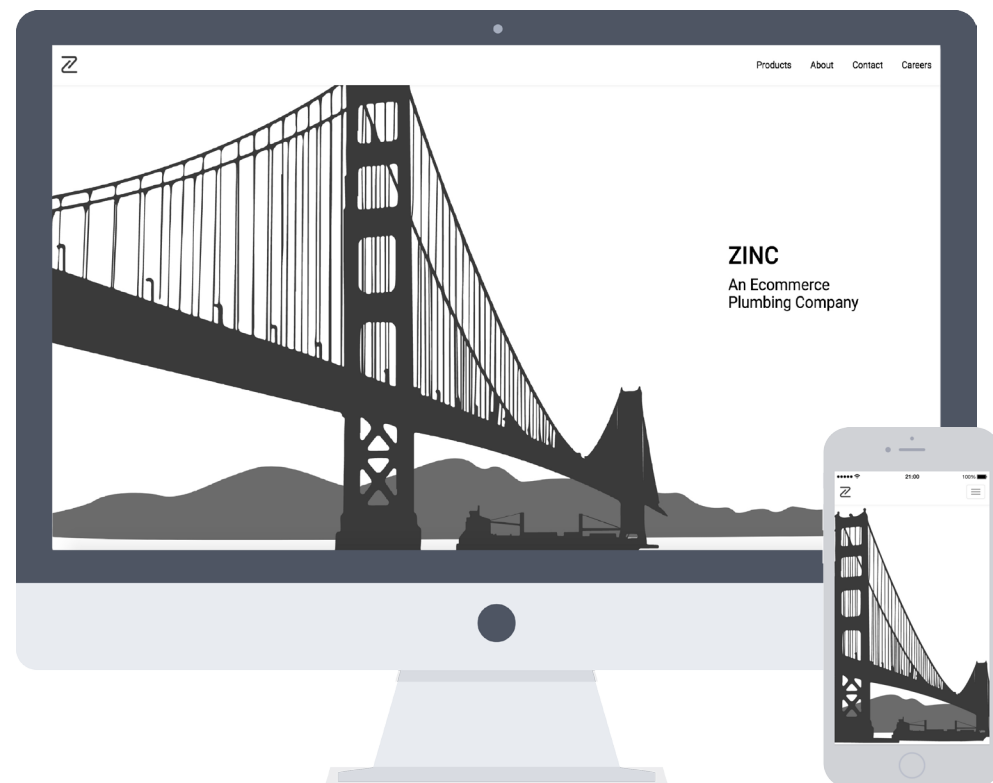 Products About Contact Careers
ZINC
An Ecommerce
Plumbing Company
21:00 100%